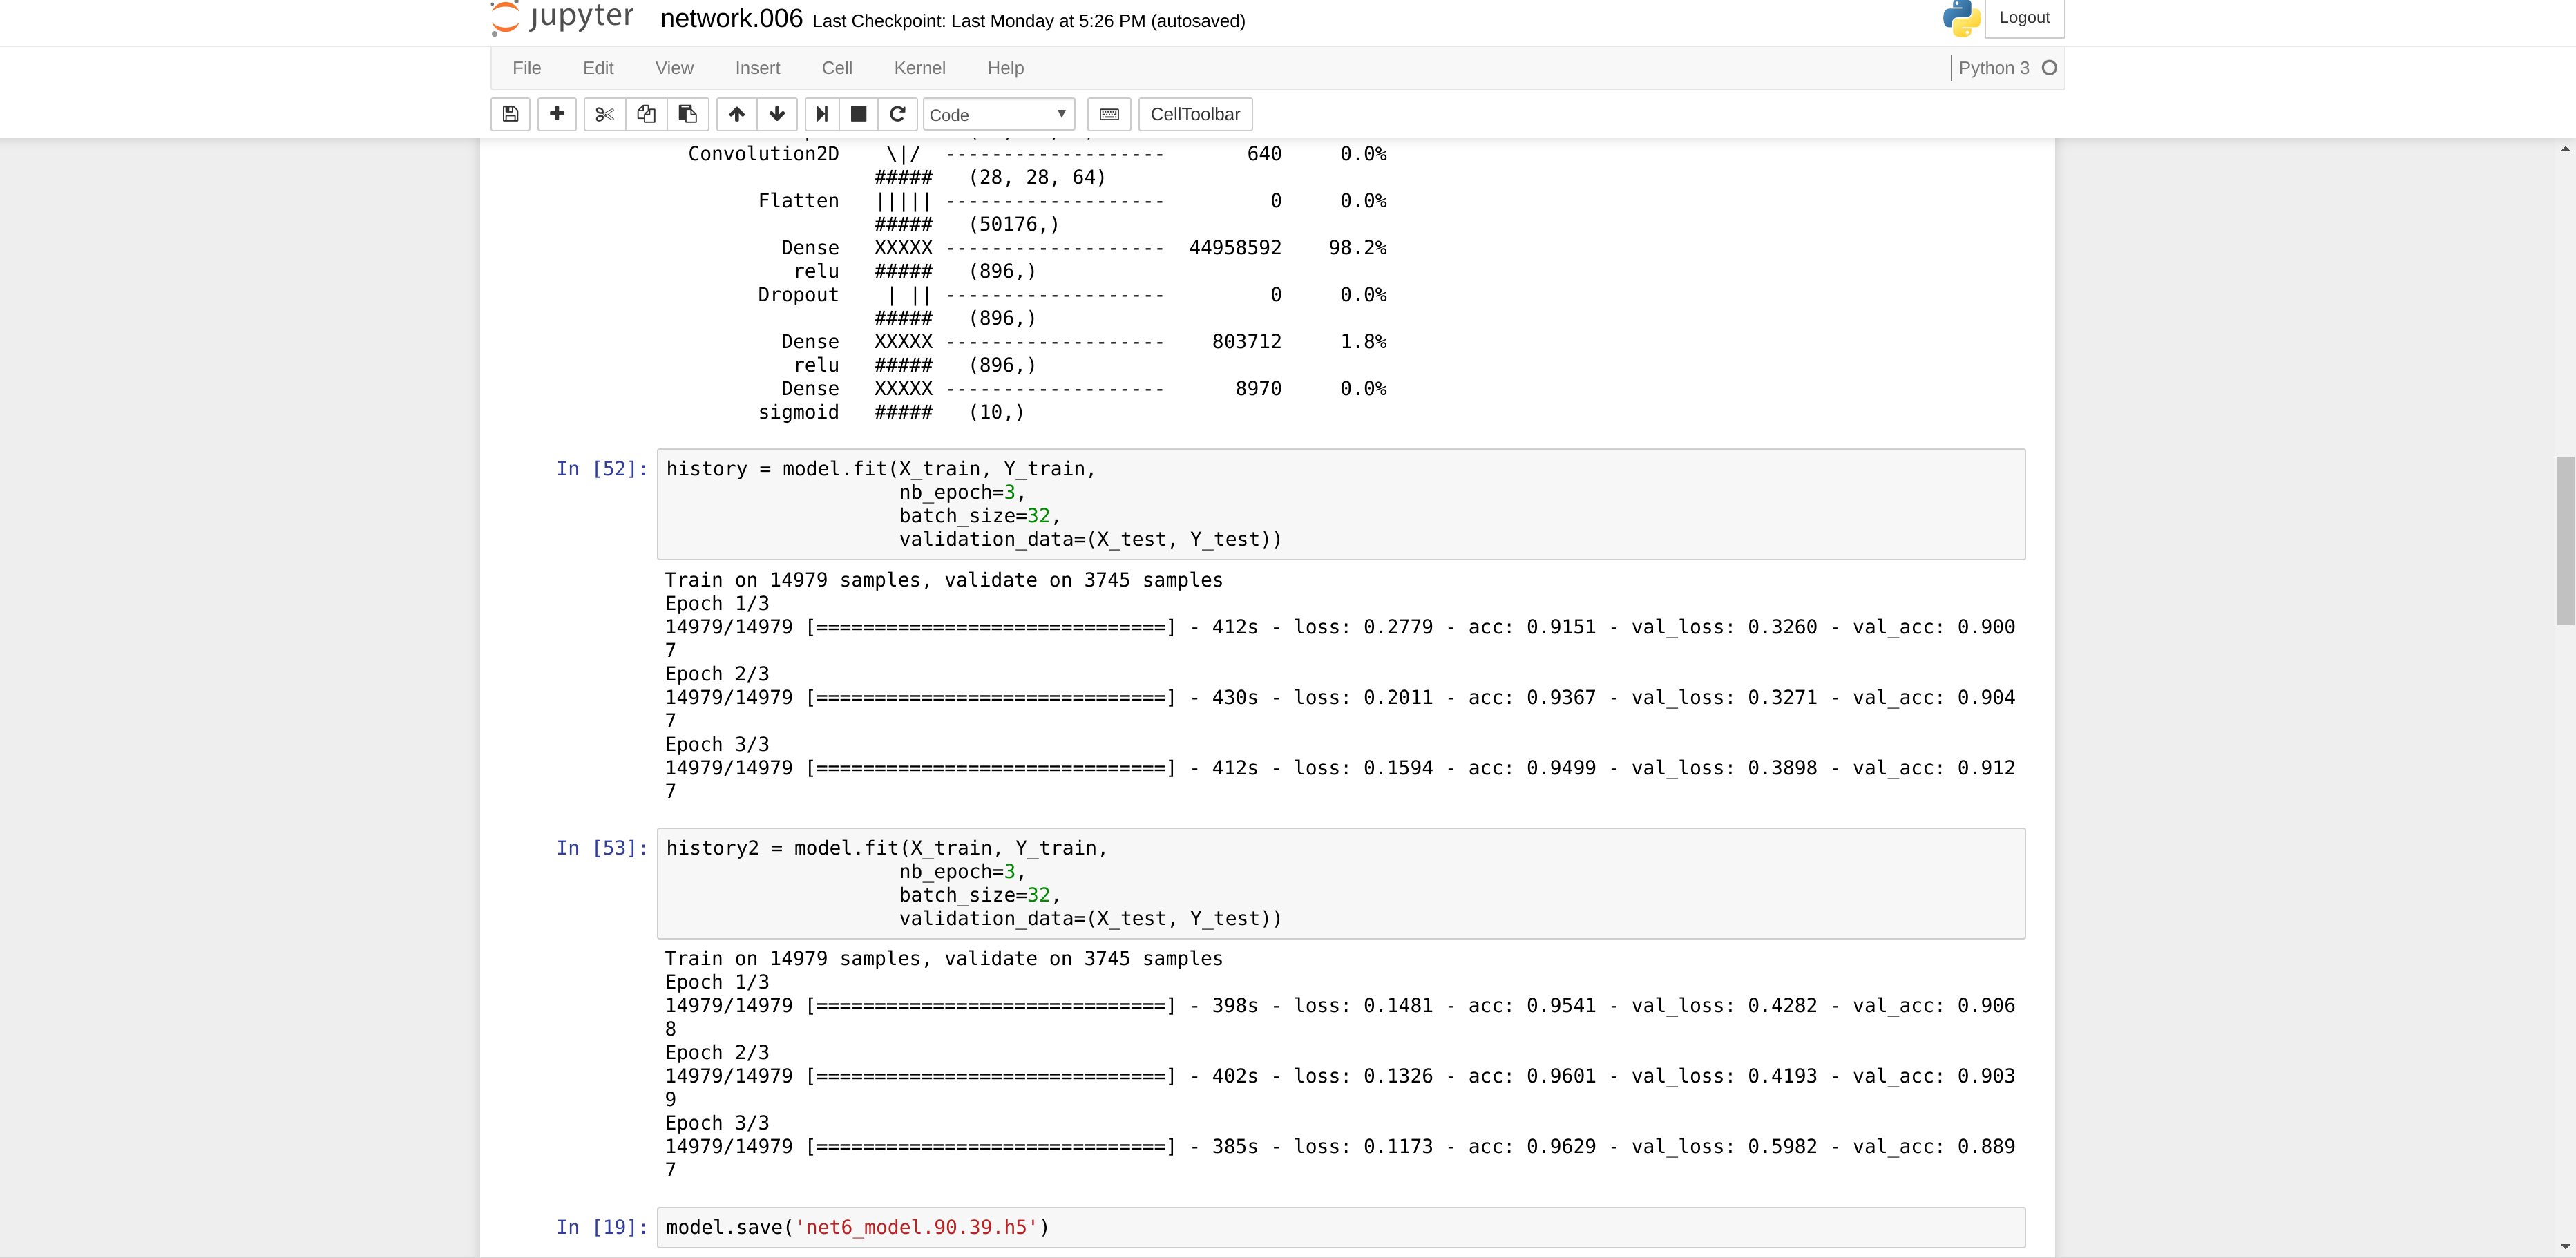 jupyter network.006 Last Checkpoint: Last Monday at 5:26 PM (autosaved) Logout
File Edit View Insert Cell Kernel Help Python 3
Code CellToolbar
Convolution2D \|/ ------------------- 640 0.0%
##### (28, 28, 64)
Flatten ||||| ------------------- 0 0.0%
##### (50176,)
Dense XXXXX ------------------- 44958592 98.2%
relu ##### (896,)
Dropout | || ------------------- 0 0.0%
##### (896,)
Dense XXXXX ------------------- 803712 1.8%
relu ##### (896,)
Dense XXXXX ------------------- 8970 0.0%
sigmoid ##### (10,)
In [52]: history = model.fit(X_train, Y_train,
nb_epoch=3,
batch_size=32,
validation_data=(X_test, Y_test))
Train on 14979 samples, validate on 3745 samples
Epoch 1/3
14979/14979 [==============================] - 412s - loss: 0.2779 - acc: 0.9151 - val_loss: 0.3260 - val_acc: 0.900
7
Epoch 2/3
14979/14979 [==============================] - 430s - loss: 0.2011 - acc: 0.9367 - val_loss: 0.3271 - val_acc: 0.904
7
Epoch 3/3
14979/14979 [==============================] - 412s - loss: 0.1594 - acc: 0.9499 - val_loss: 0.3898 - val_acc: 0.912
7
In [53]: history2 = model.fit(X_train, Y_train,
nb_epoch=3,
batch_size=32,
validation_data=(X_test, Y_test))
Train on 14979 samples, validate on 3745 samples
Epoch 1/3
14979/14979 [==============================] - 398s - loss: 0.1481 - acc: 0.9541 - val_loss: 0.4282 - val_acc: 0.906
8
Epoch 2/3
14979/14979 [==============================] - 402s - loss: 0.1326 - acc: 0.9601 - val_loss: 0.4193 - val_acc: 0.903
9
Epoch 3/3
14979/14979 [==============================] - 385s - loss: 0.1173 - acc: 0.9629 - val_loss: 0.5982 - val_acc: 0.889
7
In [19]: model.save('net6_model.90.39.h5')